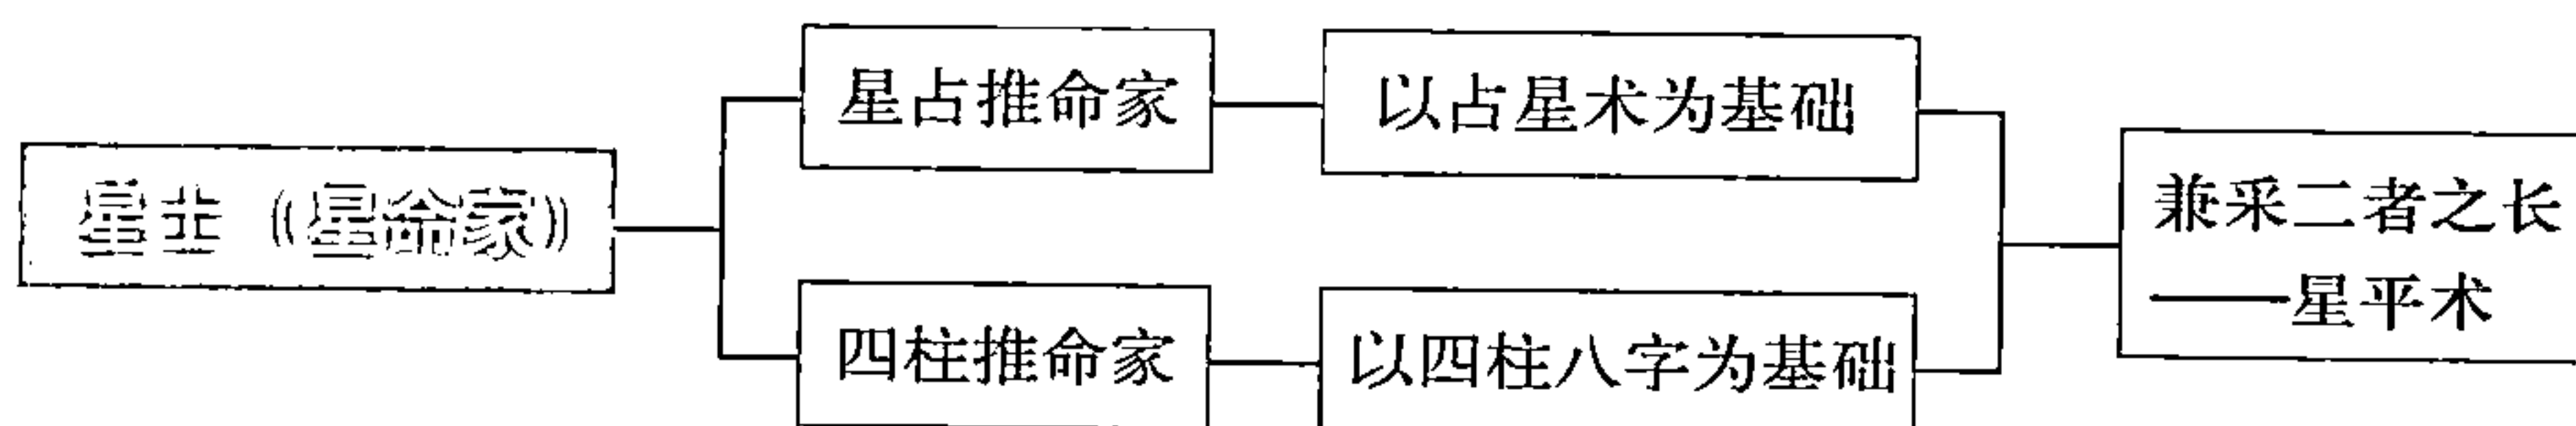 星士（星命家）
星占推命家
以占星术为基础
四柱推命家
以四柱八字为基础
兼采二者之长
——星平术